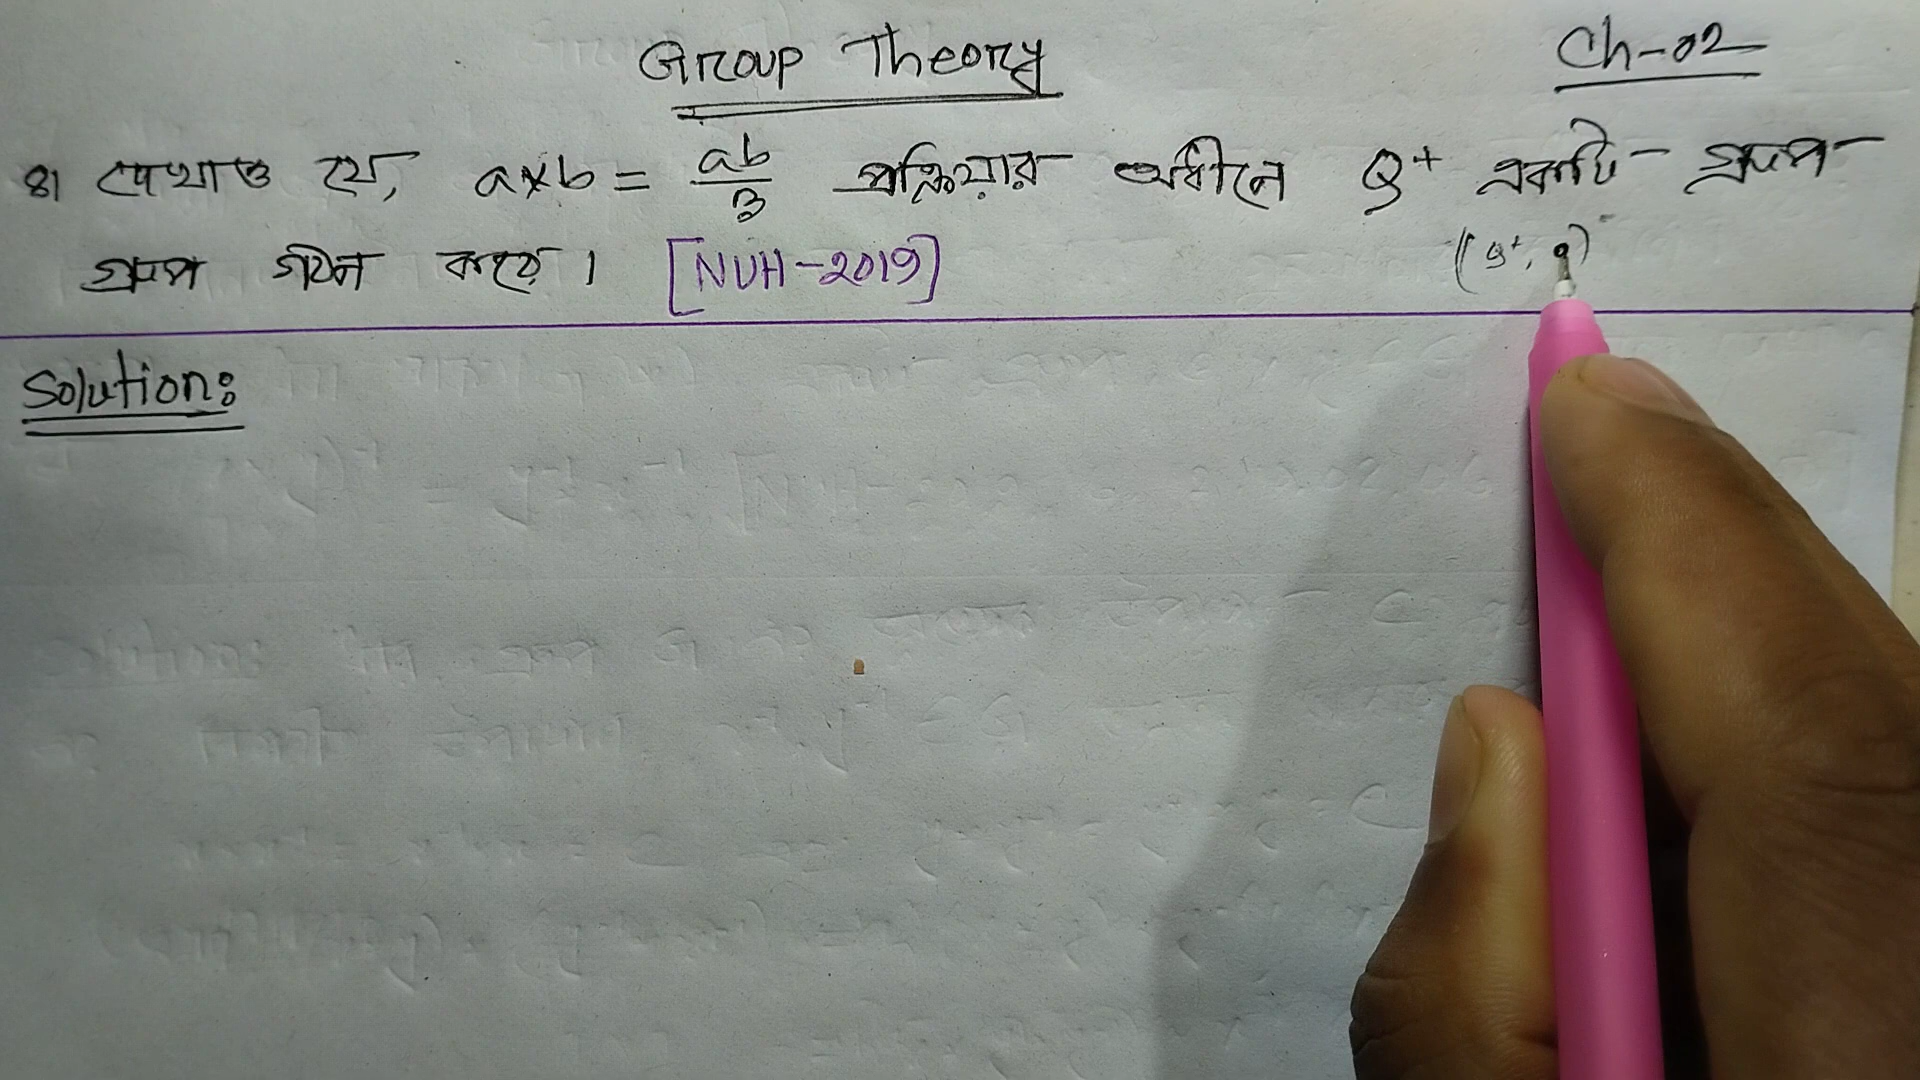 Group Theory
Ch-02
৪। দেখাও যে, a*b = ab/3 প্রক্রিয়ার অধীনে Q+ একটি গ্রুপ
গ্রুপ গঠন করে। [NUH-2019]
(Q+,
Solution: